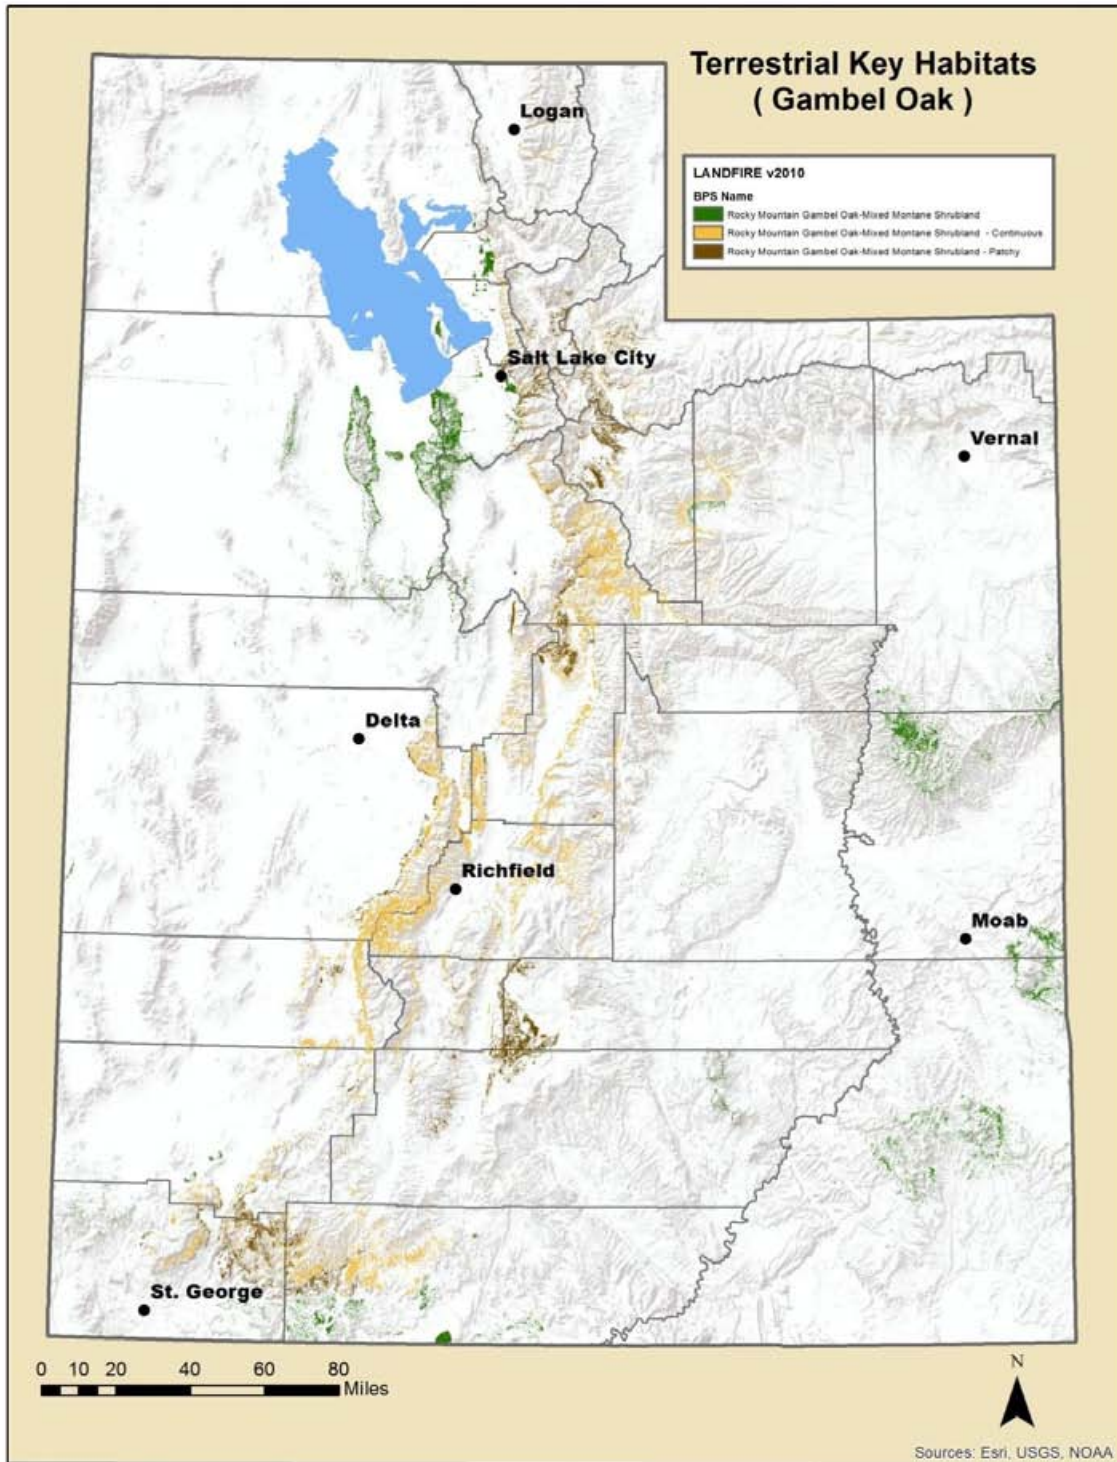 Terrestrial Key Habitats
( Gambel Oak )
LANDFIRE v2010
BPS Name
Rocky Mountain Gambel Oak-Mixed Montane Shrubland
Rocky Mountain Gambel Oak-Mixed Montane Shrubland - Continuous
Rocky Mountain Gambel Oak-Mixed Montane Shrubland - Patchy
Logan
Salt Lake City
Vernal
Delta
Richfield
Moab
St. George
0 10 20 40 60 80
Miles
N
Sources: Esri, USGS, NOAA